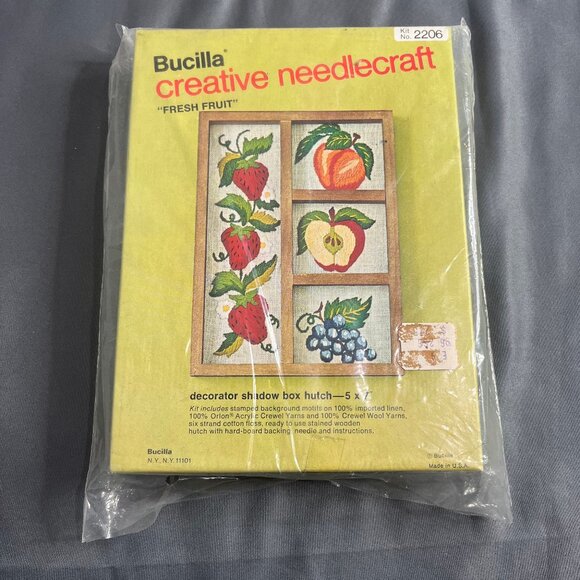 Kit
No. 2206
Bucilla®
creative needlecraft
"FRESH FRUIT"
decorator shadow box hutch—5 x 7"
Kit includes stamped background motifs on 100% imported linen,
100% Orlon® Acrylic Crewel Yarns and 100% Crewel Wool Yarns,
six strand cotton floss, ready to use stained wooden
hutch with hard-board backing, needle and instructions.
Bucilla
N.Y., N.Y. 11101
© Bucilla
Made in U.S.A.